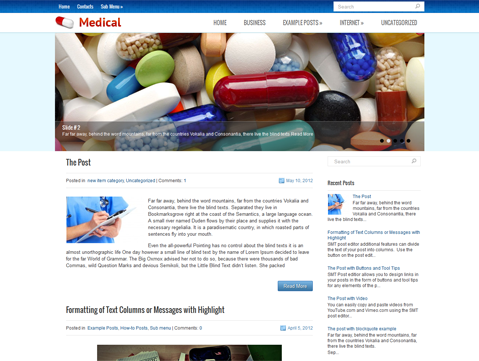 Home Contacts Sub Menu » Search
Medical
HOME BUSINESS EXAMPLE POSTS » INTERNET » UNCATEGORIZED
Slide # 2
Far far away, behind the word mountains, far from the countries Vokalia and Consonantia, there live the blind texts. Read More
The Post
Posted in: new item categori, Uncategorized | Comments: 1
May 10, 2012
Far far away, behind the word mountains, far from the countries Vokalia and
Consonantia, there live the blind texts. Separated they live in
Bookmarksgrove right at the coast of the Semantics, a large language ocean.
A small river named Duden flows by their place and supplies it with the
necessary regelialia. It is a paradisematic country, in which roasted parts of
sentences fly into your mouth.
Even the all-powerful Pointing has no control about the blind texts it is an
almost unorthographic life One day however a small line of blind text by the name of Lorem Ipsum decided to leave
for the far World of Grammar. The Big Oxmox advised her not to do so, because there were thousands of bad
Commas, wild Question Marks and devious Semikoli, but the Little Blind Text didn't listen. She packed
Read More
Formatting of Text Columns or Messages with Highlight
Posted in: Example Posts, How-to Posts, Sub menu | Comments: 0
April 5, 2012
Search
Recent Posts
The Post
Far far away, behind the word
mountains, far from the countries
Vokalia and Consonantia, there
live the blind texts.
Formatting of Text Columns or Messages with
Highlight
SMT post editor additional features can divide
the text of your post into columns. Use the
button on the post edit...
The Post with Buttons and Tool Tips
SMT Post Editor allows you to design links in
your posts in the form of buttons and tool tips
for any elements of the p...
The Post with Video
You can easily copy and paste videos from
YouTube.com and Vimeo.com using the SMT
post editor...
The post with blockquote example
Far far away, behind the word mountains, far
from the countries Vokalia and Consonantia,
there live the blind texts.
Sep...